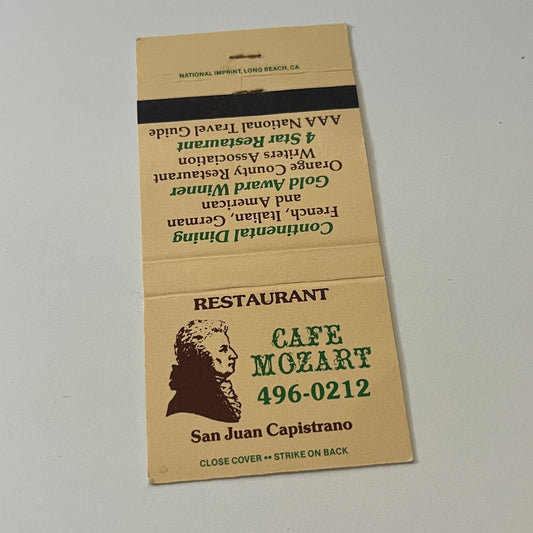 NATIONAL IMPRINT, LONG BEACH, CA
Continental Dining
French, Italian, German
and American
Gold Award Winner
Orange County Restaurant
Writers Association
4 Star Restaurant
AAA National Travel Guide
RESTAURANT
CAFE
MOZART
496-0212
San Juan Capistrano
CLOSE COVER •• STRIKE ON BACK